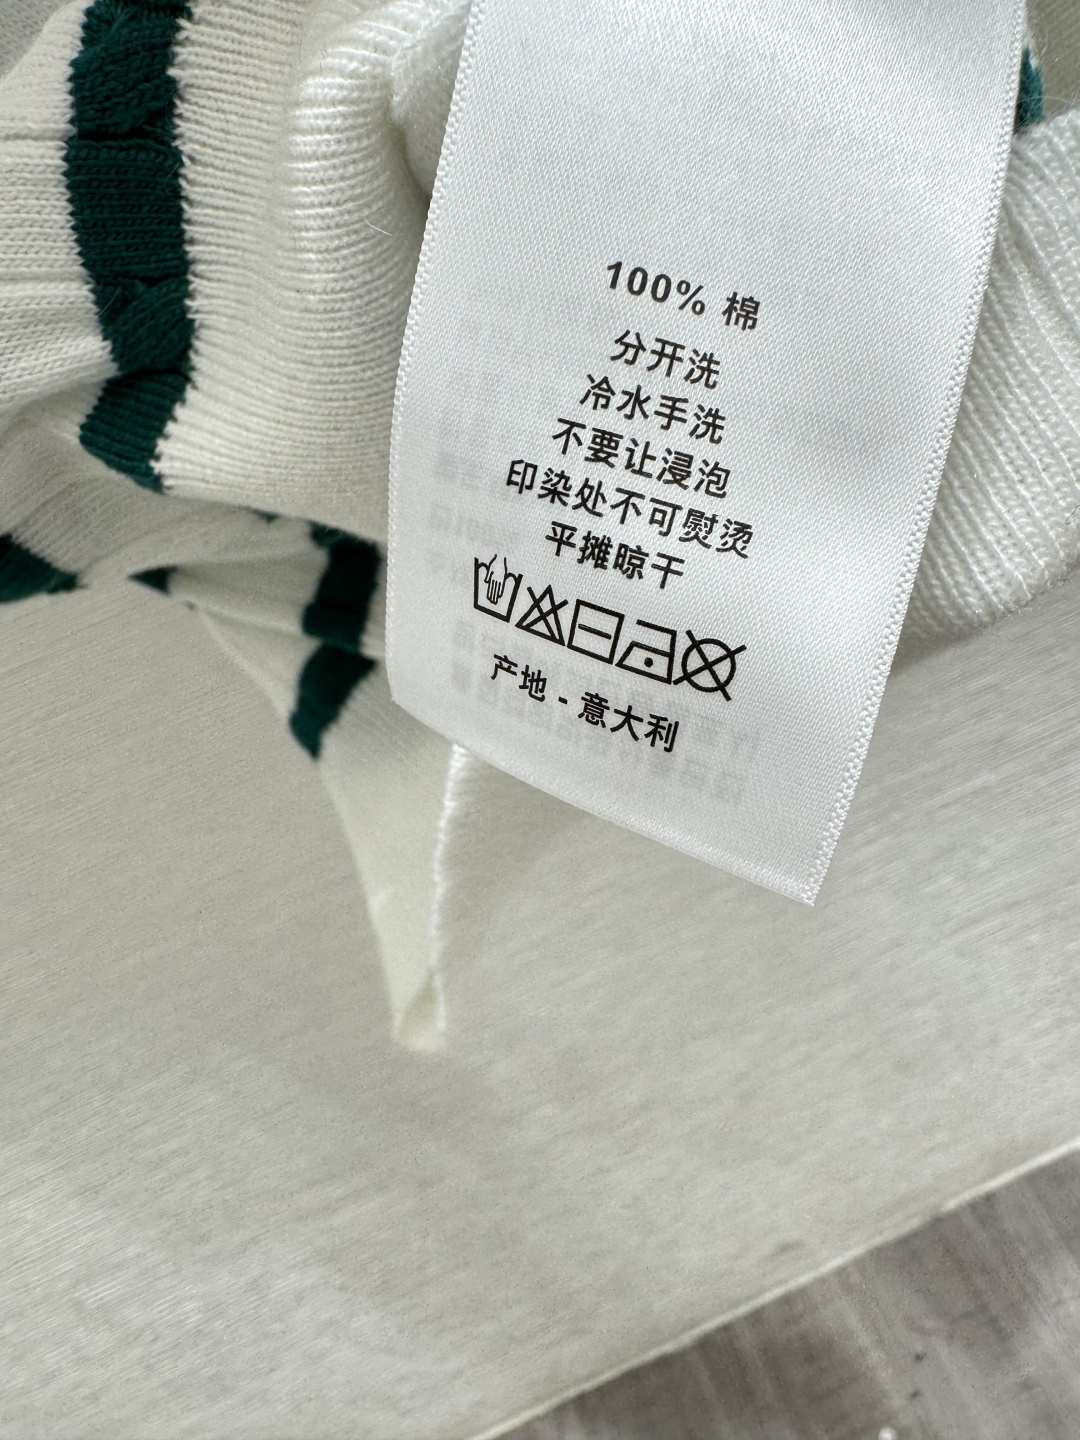 100% 棉
分开洗
冷水手洗
不要让浸泡
印染处不可熨烫
平摊晾干
产地 - 意大利